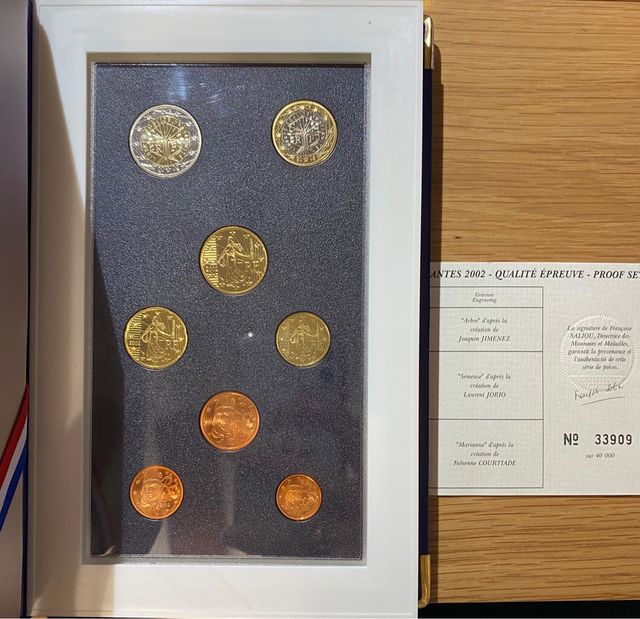 ANTES 2002 - QUALITÉ ÉPREUVE - PROOF SE
Gravure
Engraving
"Arbre" d'après la
création de
Joaquin JIMENEZ
"Semeuse" d'après la
création de
Laurent JORIO
"Marianne" d'après la
création de
Fabienne COURTIADE
La signature de Françoise
SALIOU, Directrice des
Monnaies et Médailles,
garantit la provenance et
l'authenticité de cette
série de pièces.
Nº 33909
sur 40 000